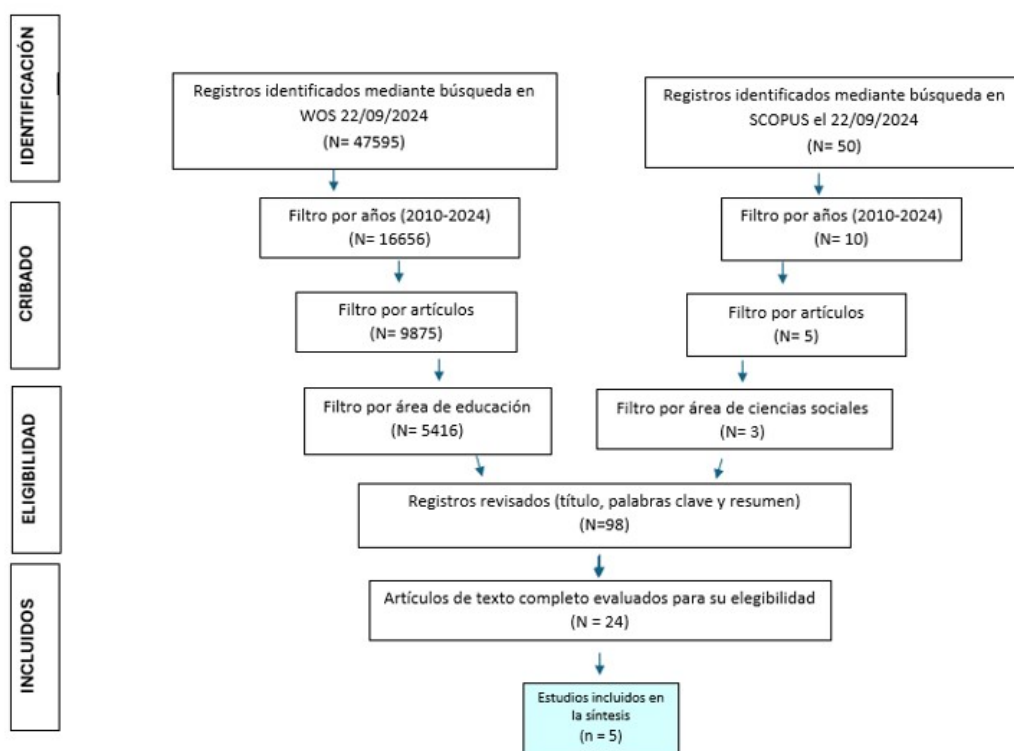 IDENTIFICACIÓN
Registros identificados mediante búsqueda en
WOS 22/09/2024
(N= 47595)
Registros identificados mediante búsqueda en
SCOPUS el 22/09/2024
(N= 50)
CRIBADO
Filtro por años (2010-2024)
(N= 16656)
Filtro por años (2010-2024)
(N= 10)
Filtro por artículos
(N= 9875)
Filtro por artículos
(N= 5)
ELIGIBILIDAD
Filtro por área de educación
(N= 5416)
Filtro por área de ciencias sociales
(N= 3)
Registros revisados (título, palabras clave y resumen)
(N=98)
INCLUIDOS
Artículos de texto completo evaluados para su elegibilidad
(N = 24)
Estudios incluidos en
la síntesis
(n = 5)